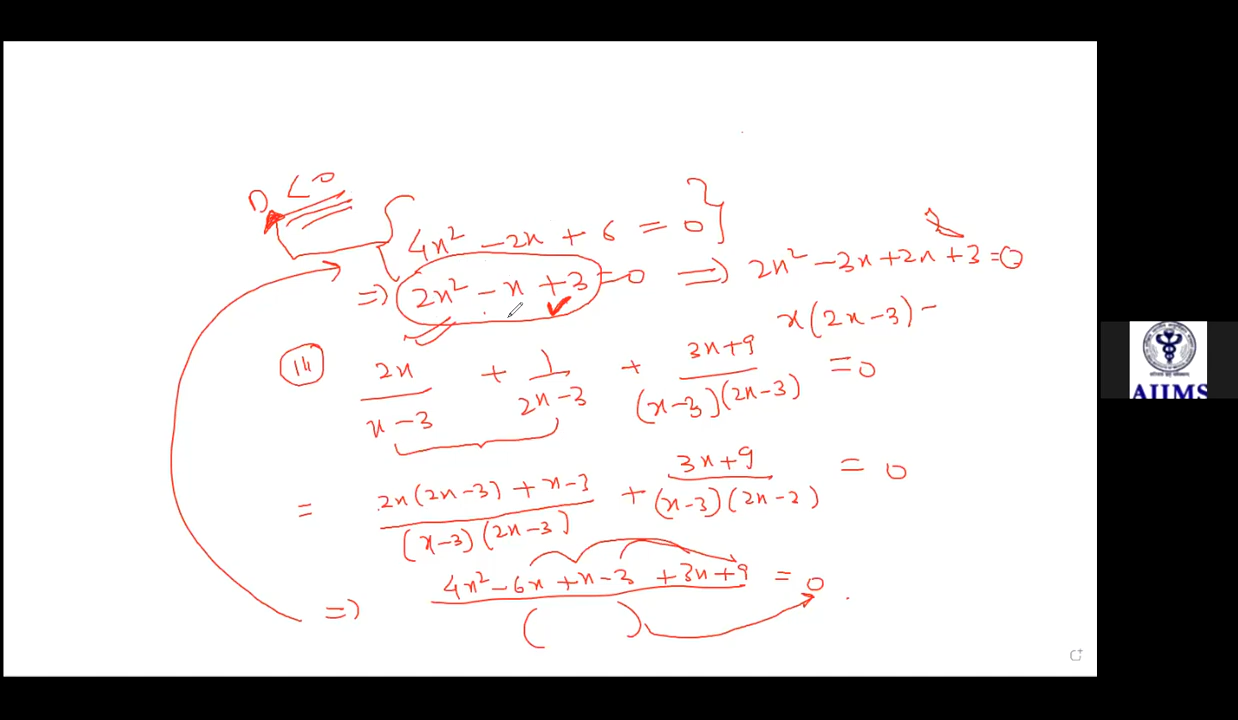 D < 0
4x² - 2x + 6 = 0 }
=> 2x² - x + 3 = 0 => 2x² - 3x + 2x + 3 = 0
x(2x-3) -
(14) 2x/(x-3) + 1/(2x-3) + (3x+9)/((x-3)(2x-3)) = 0
= (2x(2x-3) + x-3)/((x-3)(2x-3)) + (3x+9)/((x-3)(2x-2)) = 0
=> (4x² - 6x + x - 3 + 3x + 9)/( ) = 0
AIIMS